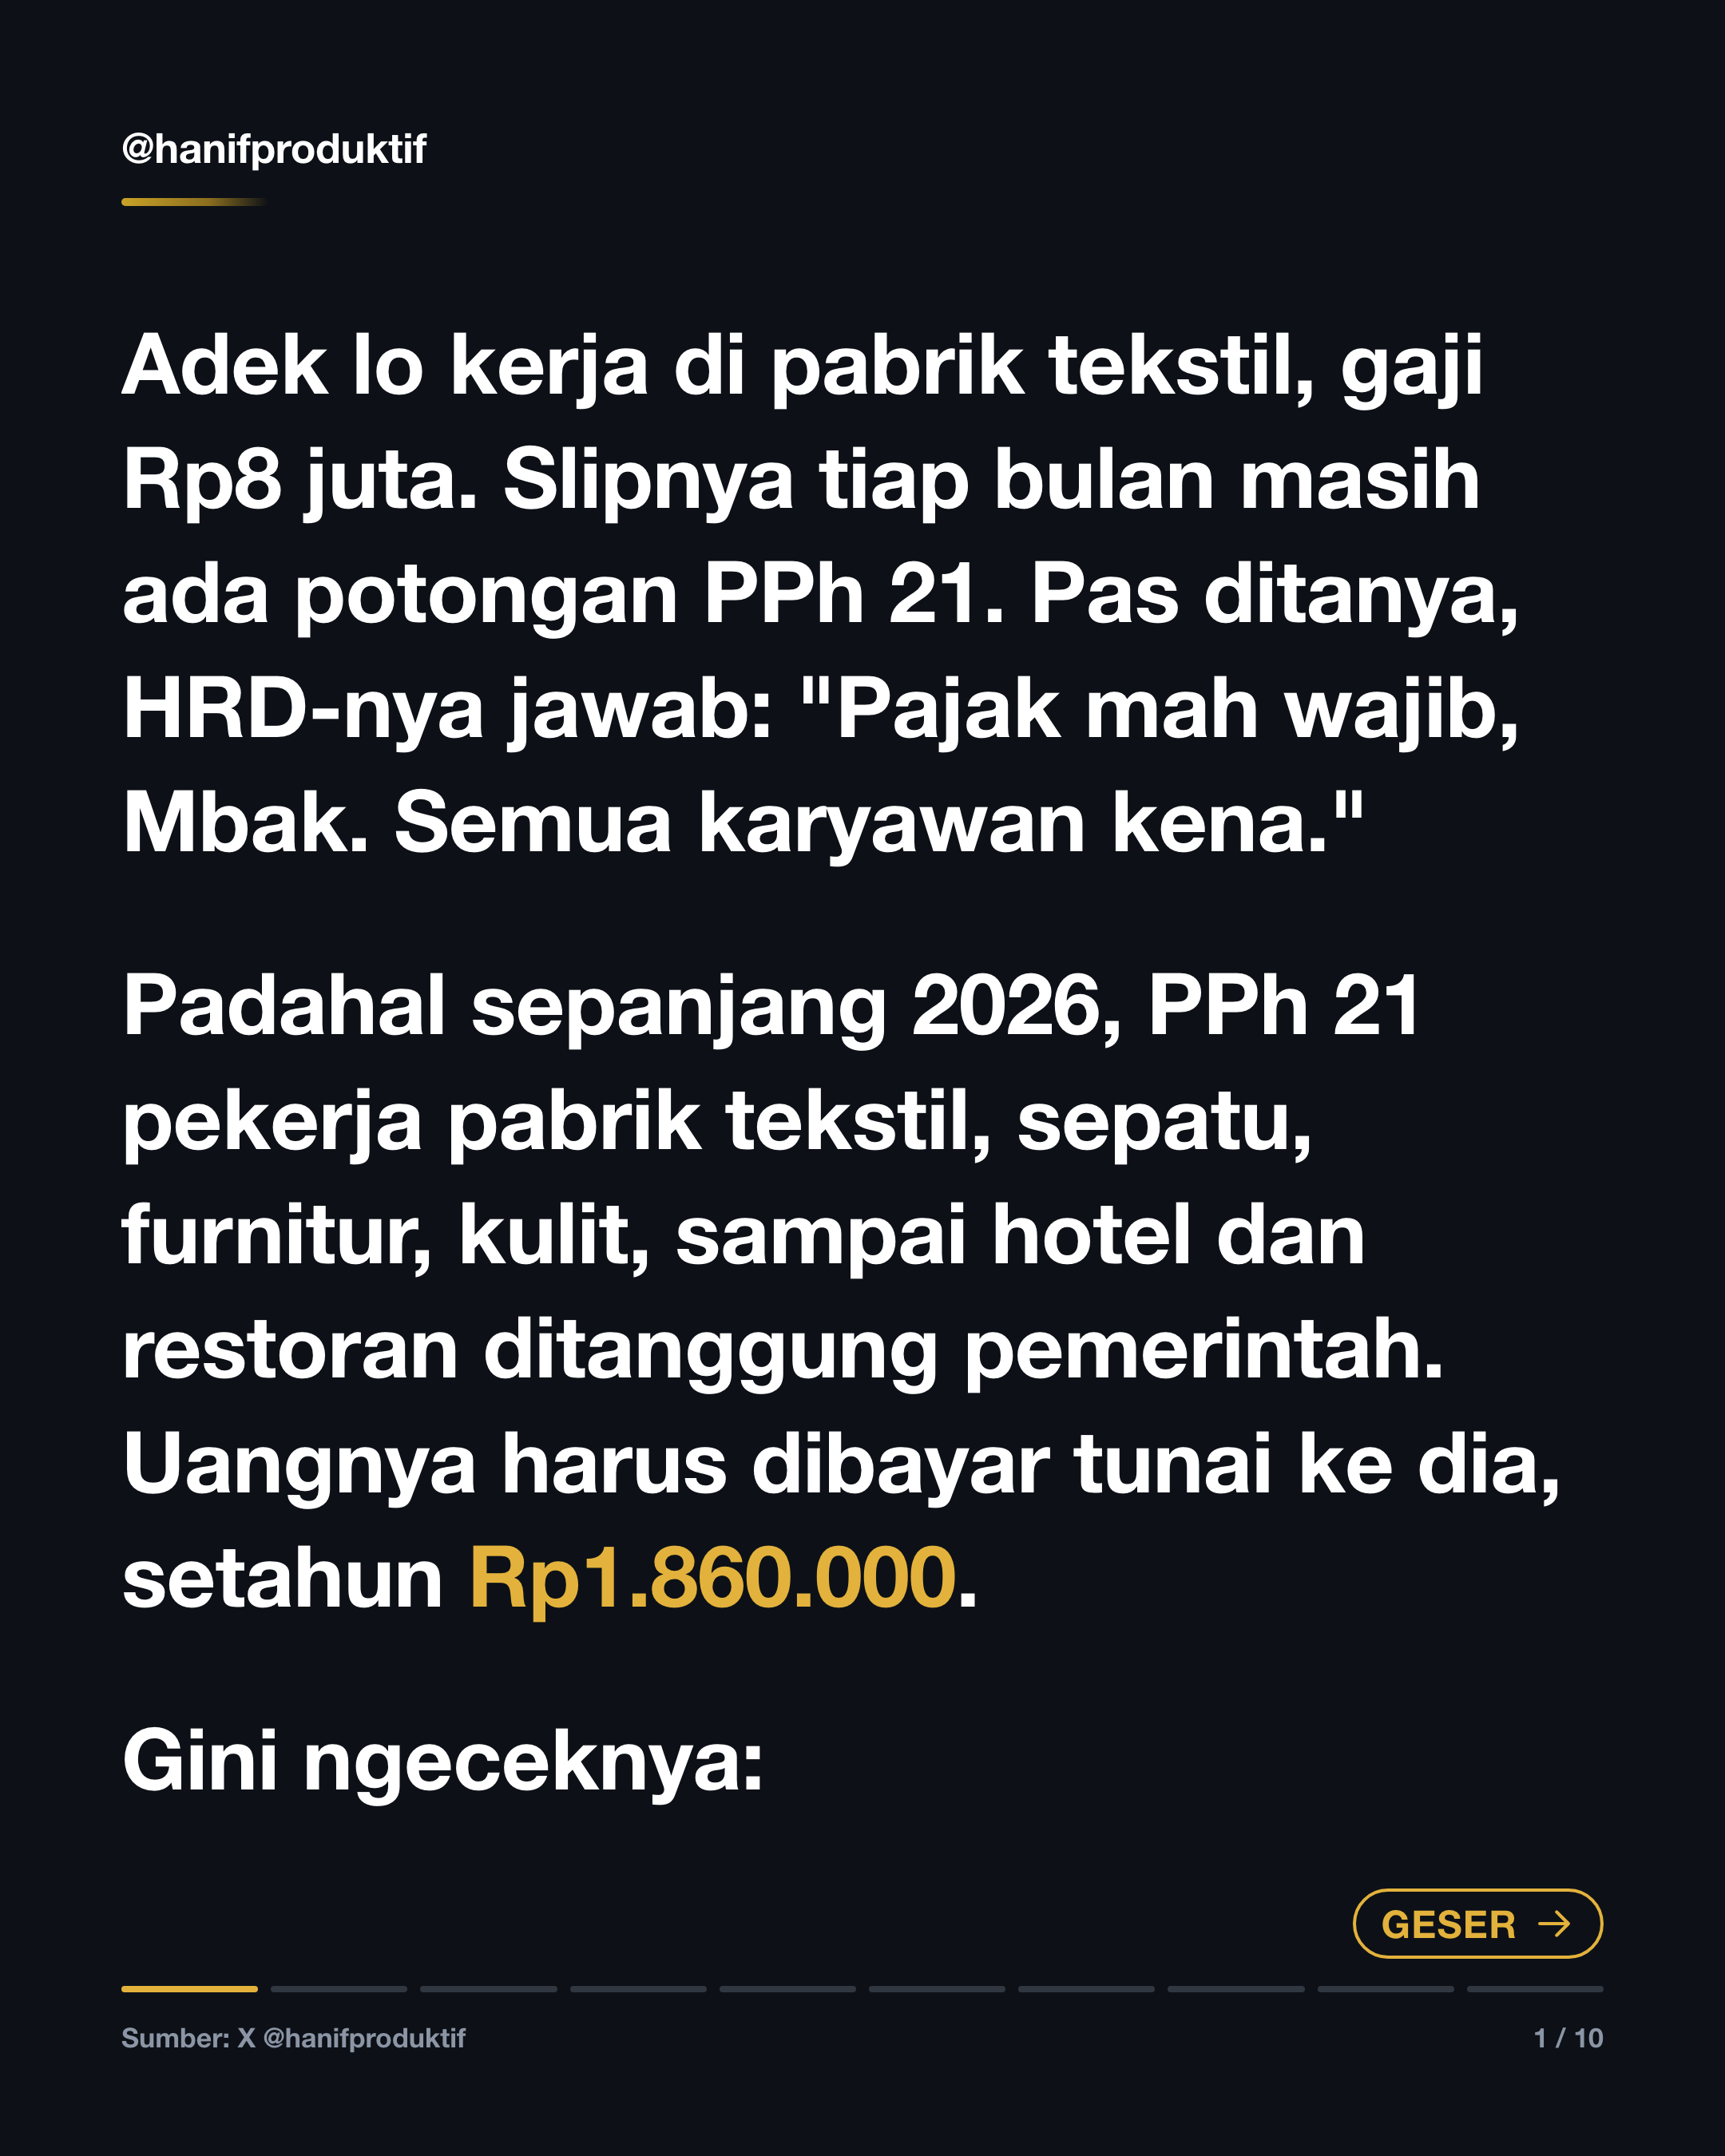 @hanifproduktif
Adek lo kerja di pabrik tekstil, gaji
Rp8 juta. Slipnya tiap bulan masih
ada potongan PPh 21. Pas ditanya,
HRD-nya jawab: "Pajak mah wajib,
Mbak. Semua karyawan kena."
Padahal sepanjang 2026, PPh 21
pekerja pabrik tekstil, sepatu,
furnitur, kulit, sampai hotel dan
restoran ditanggung pemerintah.
Uangnya harus dibayar tunai ke dia,
setahun Rp1.860.000.
Gini ngeceknya:
GESER →
Sumber: X @hanifproduktif
1 / 10